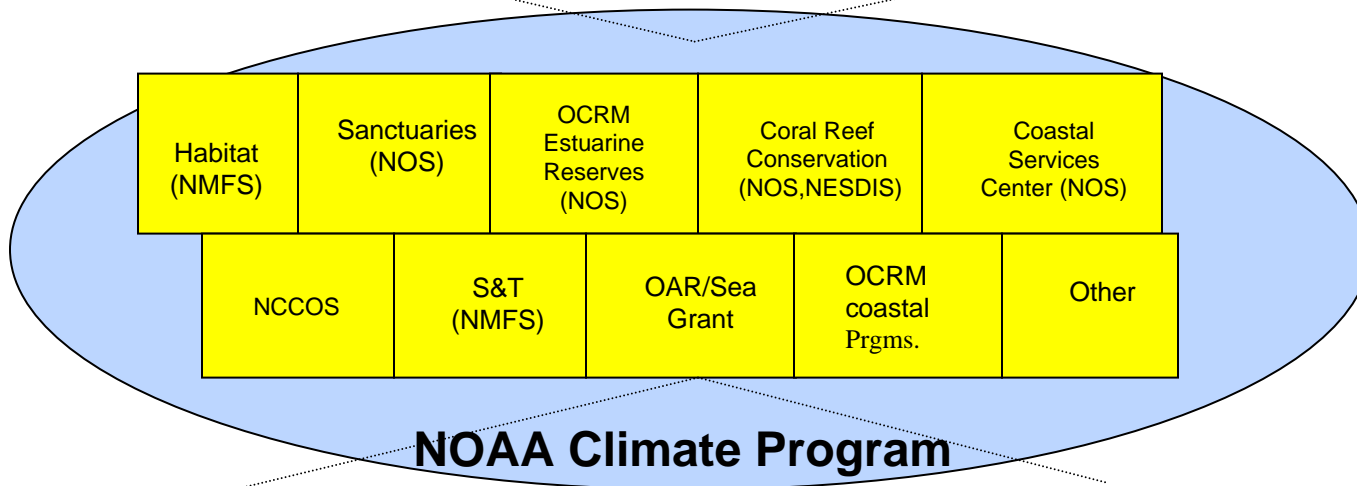 Habitat
(NMFS)
Sanctuaries
(NOS)
OCRM
Estuarine
Reserves
(NOS)
Coral Reef
Conservation
(NOS,NESDIS)
Coastal
Services
Center (NOS)
NCCOS
S&T
(NMFS)
OAR/Sea
Grant
OCRM
coastal
Prgms.
Other
NOAA Climate Program